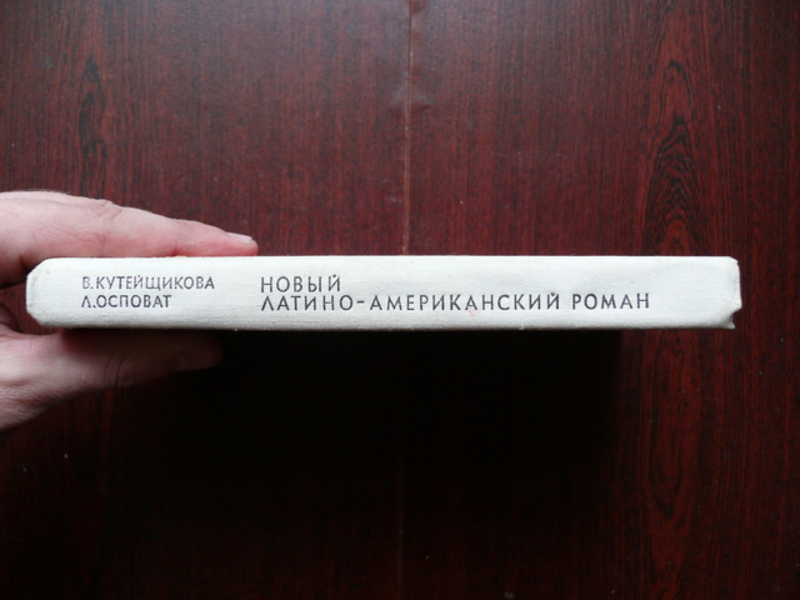 В. КУТЕЙЩИКОВА
Л. ОСПОВАТ
НОВЫЙ
ЛАТИНО-АМЕРИКАНСКИЙ РОМАН